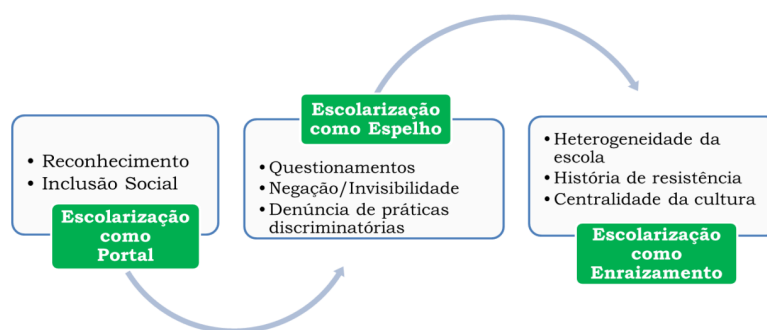 • Reconhecimento
• Inclusão Social
Escolarização
como
Portal
Escolarização
como Espelho
• Questionamentos
• Negação/Invisibilidade
• Denúncia de práticas
discriminatórias
• Heterogeneidade da
escola
• História de resistência
• Centralidade da cultura
Escolarização
como
Enraizamento